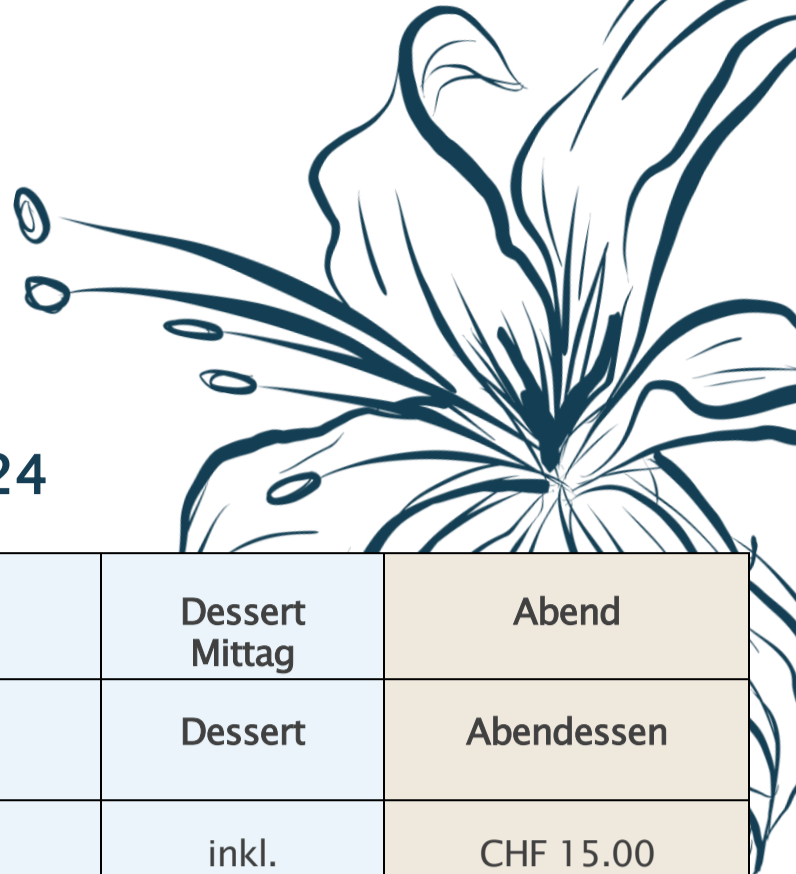 24
Dessert
Mittag
Abend
Dessert
Abendessen
inkl.
CHF 15.00